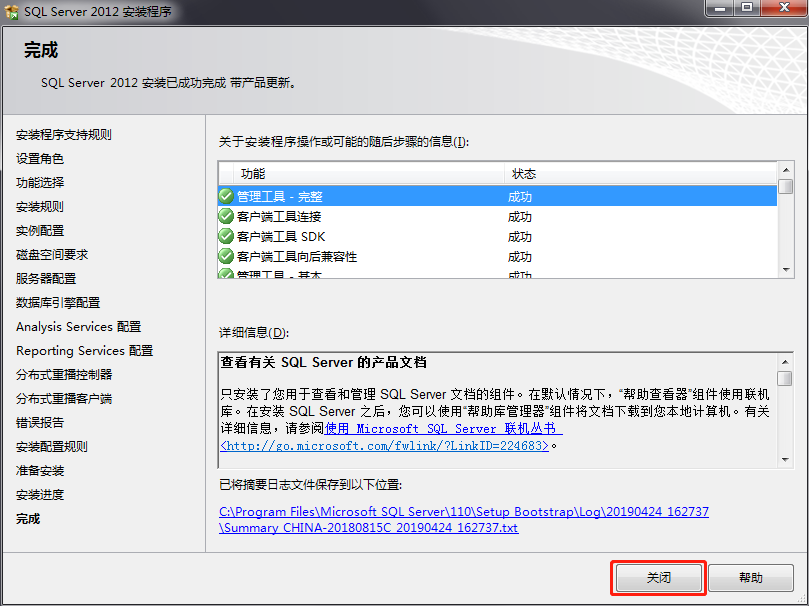 SQL Server 2012 安装程序
完成
SQL Server 2012 安装已成功完成 带产品更新。
安装程序支持规则
设置角色
功能选择
安装规则
实例配置
磁盘空间要求
服务器配置
数据库引擎配置
Analysis Services 配置
Reporting Services 配置
分布式重播控制器
分布式重播客户端
错误报告
安装配置规则
准备安装
安装进度
完成
关于安装程序操作或可能的随后步骤的信息(I):
功能 状态
管理工具 - 完整 成功
客户端工具连接 成功
客户端工具 SDK 成功
客户端工具向后兼容性 成功
管理工具 - 基本 成功
详细信息(D):
查看有关 SQL Server 的产品文档
只安装了您用于查看和管理 SQL Server 文档的组件。在默认情况下，“帮助查看器”组件使用联机
库。在安装 SQL Server 之后，您可以使用“帮助库管理器”组件将文档下载到您本地计算机。有关
详细信息，请参阅使用 Microsoft SQL Server 联机丛书
<http://go.microsoft.com/fwlink/?LinkID=224683>。
已将摘要日志文件保存到以下位置:
C:\Program Files\Microsoft SQL Server\110\Setup Bootstrap\Log\20190424_162737
\Summary_CHINA-20180815C_20190424_162737.txt
关闭
帮助